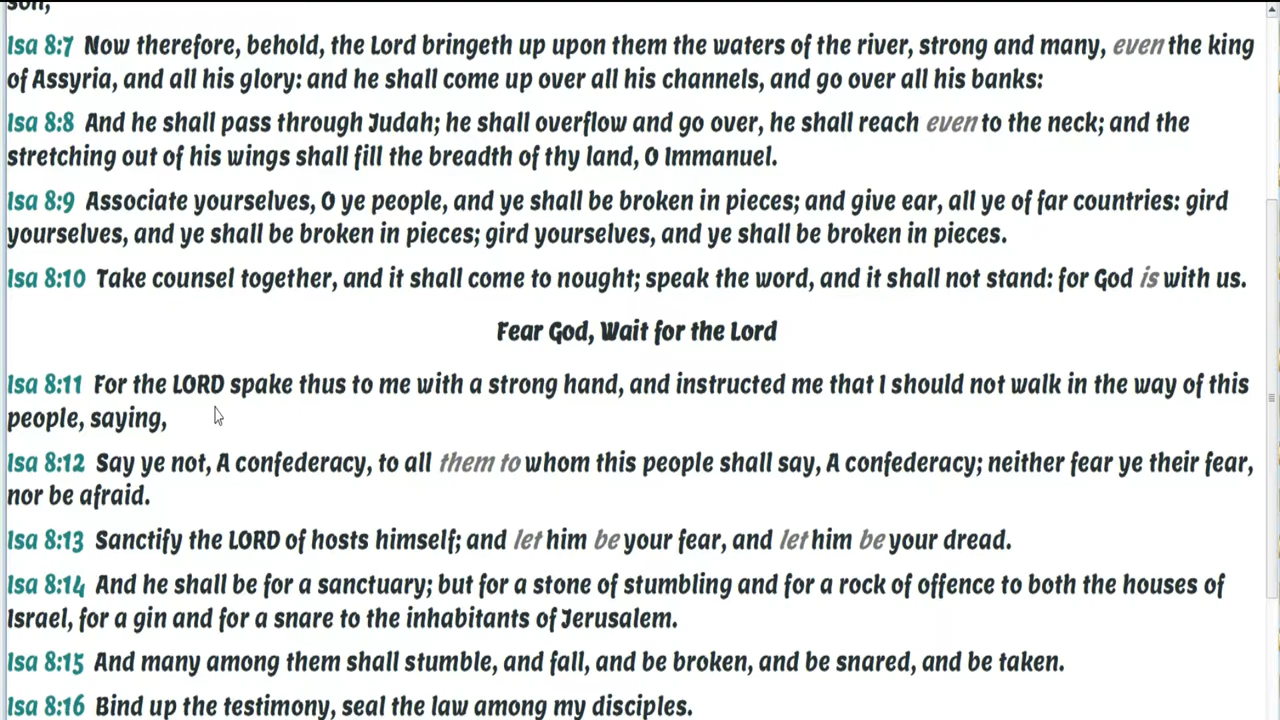 son,
Isa 8:7 Now therefore, behold, the Lord bringeth up upon them the waters of the river, strong and many, even the king
of Assyria, and all his glory: and he shall come up over all his channels, and go over all his banks:
Isa 8:8 And he shall pass through Judah; he shall overflow and go over, he shall reach even to the neck; and the
stretching out of his wings shall fill the breadth of thy land, O Immanuel.
Isa 8:9 Associate yourselves, O ye people, and ye shall be broken in pieces; and give ear, all ye of far countries: gird
yourselves, and ye shall be broken in pieces; gird yourselves, and ye shall be broken in pieces.
Isa 8:10 Take counsel together, and it shall come to nought; speak the word, and it shall not stand: for God is with us.
Fear God, Wait for the Lord
Isa 8:11 For the LORD spake thus to me with a strong hand, and instructed me that I should not walk in the way of this
people, saying,
Isa 8:12 Say ye not, A confederacy, to all them to whom this people shall say, A confederacy; neither fear ye their fear,
nor be afraid.
Isa 8:13 Sanctify the LORD of hosts himself; and let him be your fear, and let him be your dread.
Isa 8:14 And he shall be for a sanctuary; but for a stone of stumbling and for a rock of offence to both the houses of
Israel, for a gin and for a snare to the inhabitants of Jerusalem.
Isa 8:15 And many among them shall stumble, and fall, and be broken, and be snared, and be taken.
Isa 8:16 Bind up the testimony, seal the law among my disciples.